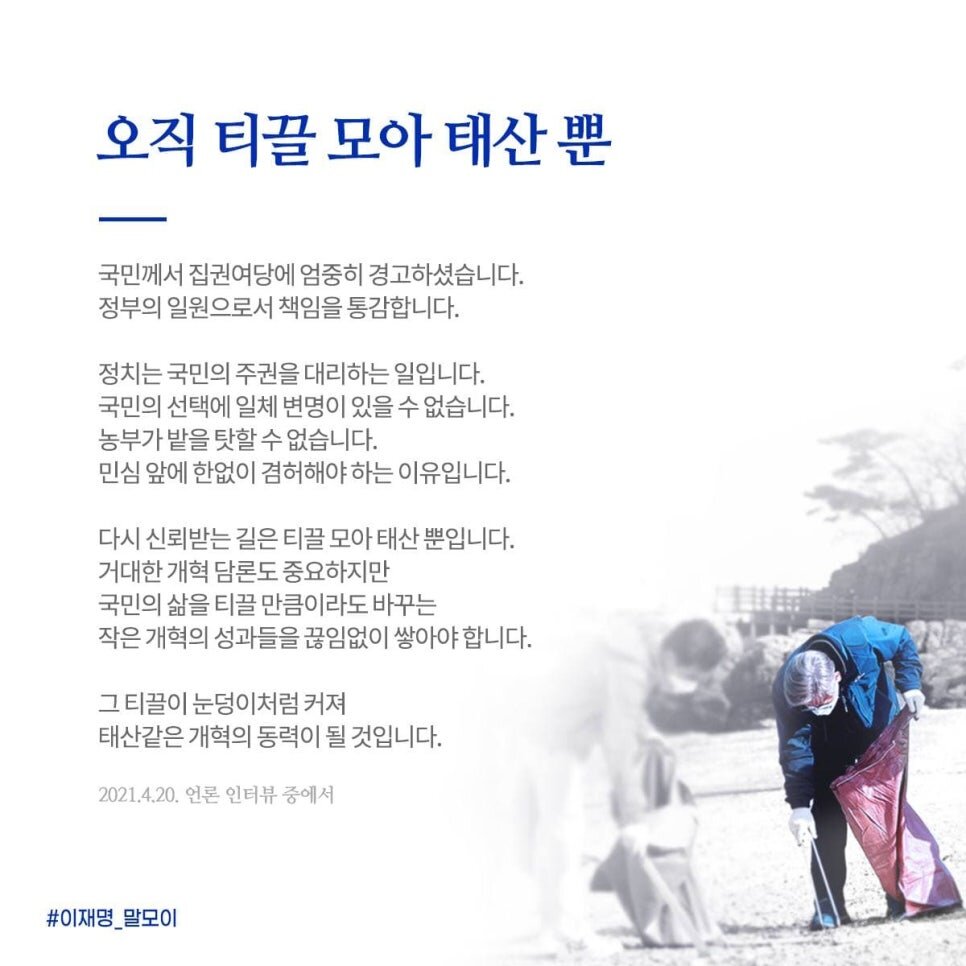 오직 티끌 모아 태산 뿐
국민께서 집권여당에 엄중히 경고하셨습니다.
정부의 일원으로서 책임을 통감합니다.
정치는 국민의 주권을 대리하는 일입니다.
국민의 선택에 일체 변명이 있을 수 없습니다.
농부가 밭을 탓할 수 없습니다.
민심 앞에 한없이 겸허해야 하는 이유입니다.
다시 신뢰받는 길은 티끌 모아 태산 뿐입니다.
거대한 개혁 담론도 중요하지만
국민의 삶을 티끌 만큼이라도 바꾸는
작은 개혁의 성과들을 끊임없이 쌓아야 합니다.
그 티끌이 눈덩이처럼 커져
태산같은 개혁의 동력이 될 것입니다.
2021.4.20. 언론 인터뷰 중에서
#이재명_말모이